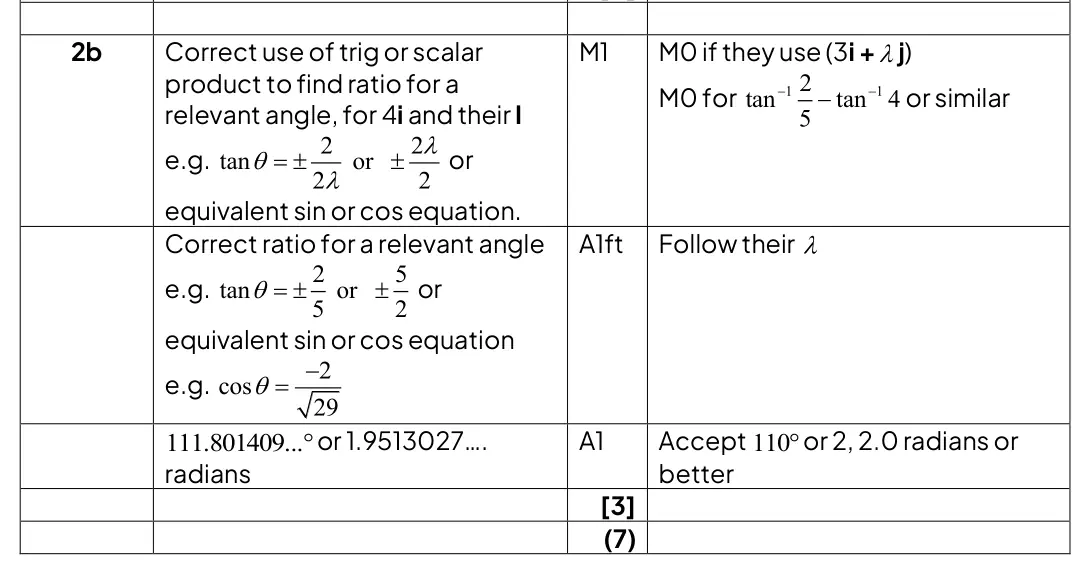 2b Correct use of trig or scalar M1 M0 if they use (3i + λj)
product to find ratio for a
relevant angle, for 4i and their I M0 for tan⁻¹ 2/5 − tan⁻¹ 4 or similar
e.g. tan θ = ± 2/2λ or ± 2λ/2 or
equivalent sin or cos equation.
Correct ratio for a relevant angle A1ft Follow their λ
e.g. tan θ = ± 2/5 or ± 5/2 or
equivalent sin or cos equation
e.g. cos θ = −2/√29
111.801409...° or 1.9513027.... A1 Accept 110° or 2, 2.0 radians or
radians better
[3]
(7)